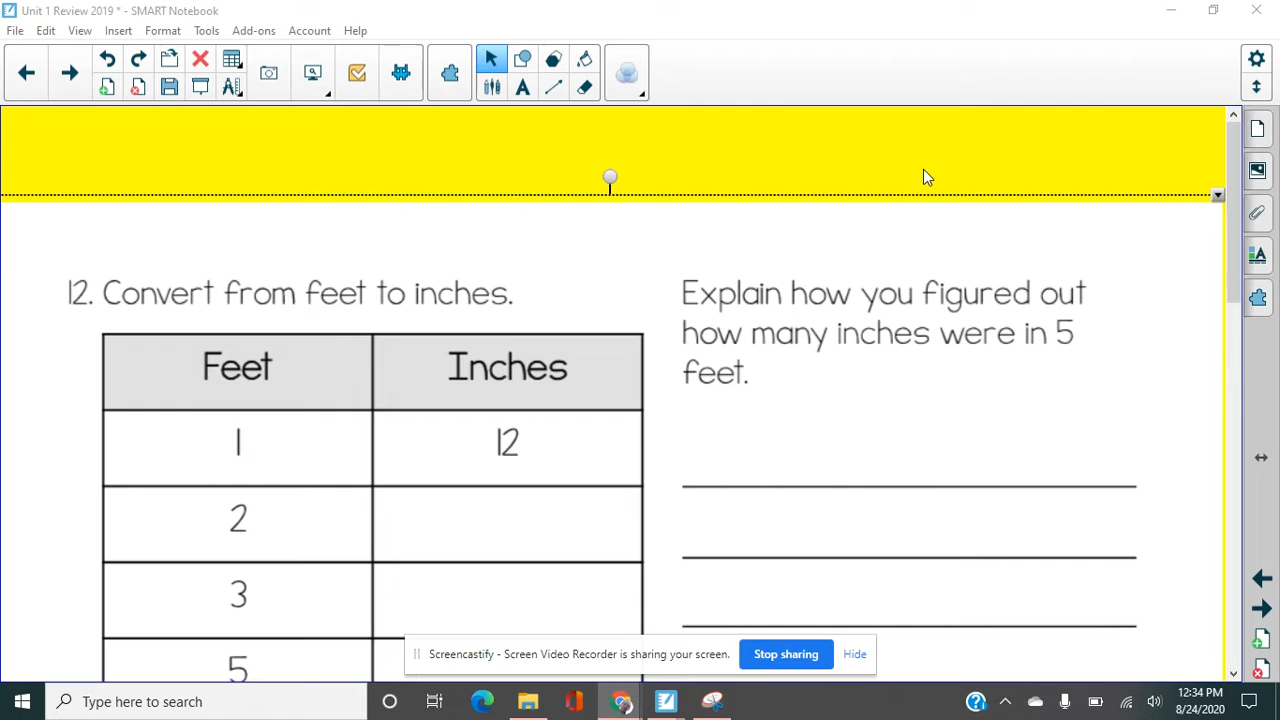 Unit 1 Review 2019 * - SMART Notebook
File Edit View Insert Format Tools Add-ons Account Help
12. Convert from feet to inches.
Feet Inches
1 12
2
3
5
Explain how you figured out
how many inches were in 5
feet.
Screencastify - Screen Video Recorder is sharing your screen. Stop sharing Hide
Type here to search
12:34 PM
8/24/2020